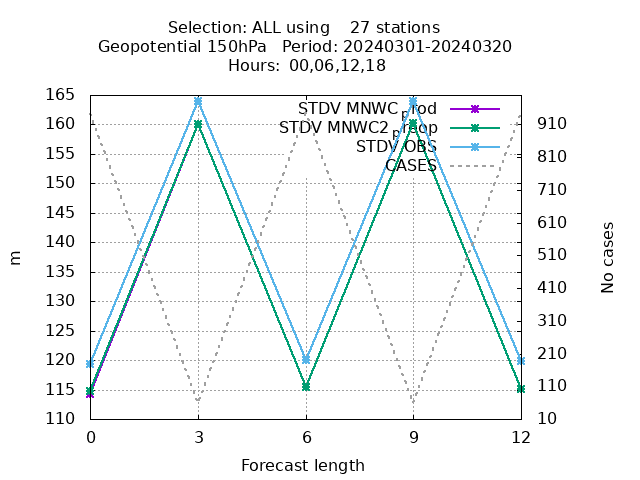 Selection: ALL using    27 stations
Geopotential 150hPa   Period: 20240301-20240320
Hours:  00,06,12,18
STDV MNWC_prod
STDV MNWC2_preop
STDV OBS
CASES
165
160
155
150
145
140
135
130
125
120
115
110
m
910
810
710
610
510
410
310
210
110
10
No cases
0
3
6
9
12
Forecast length